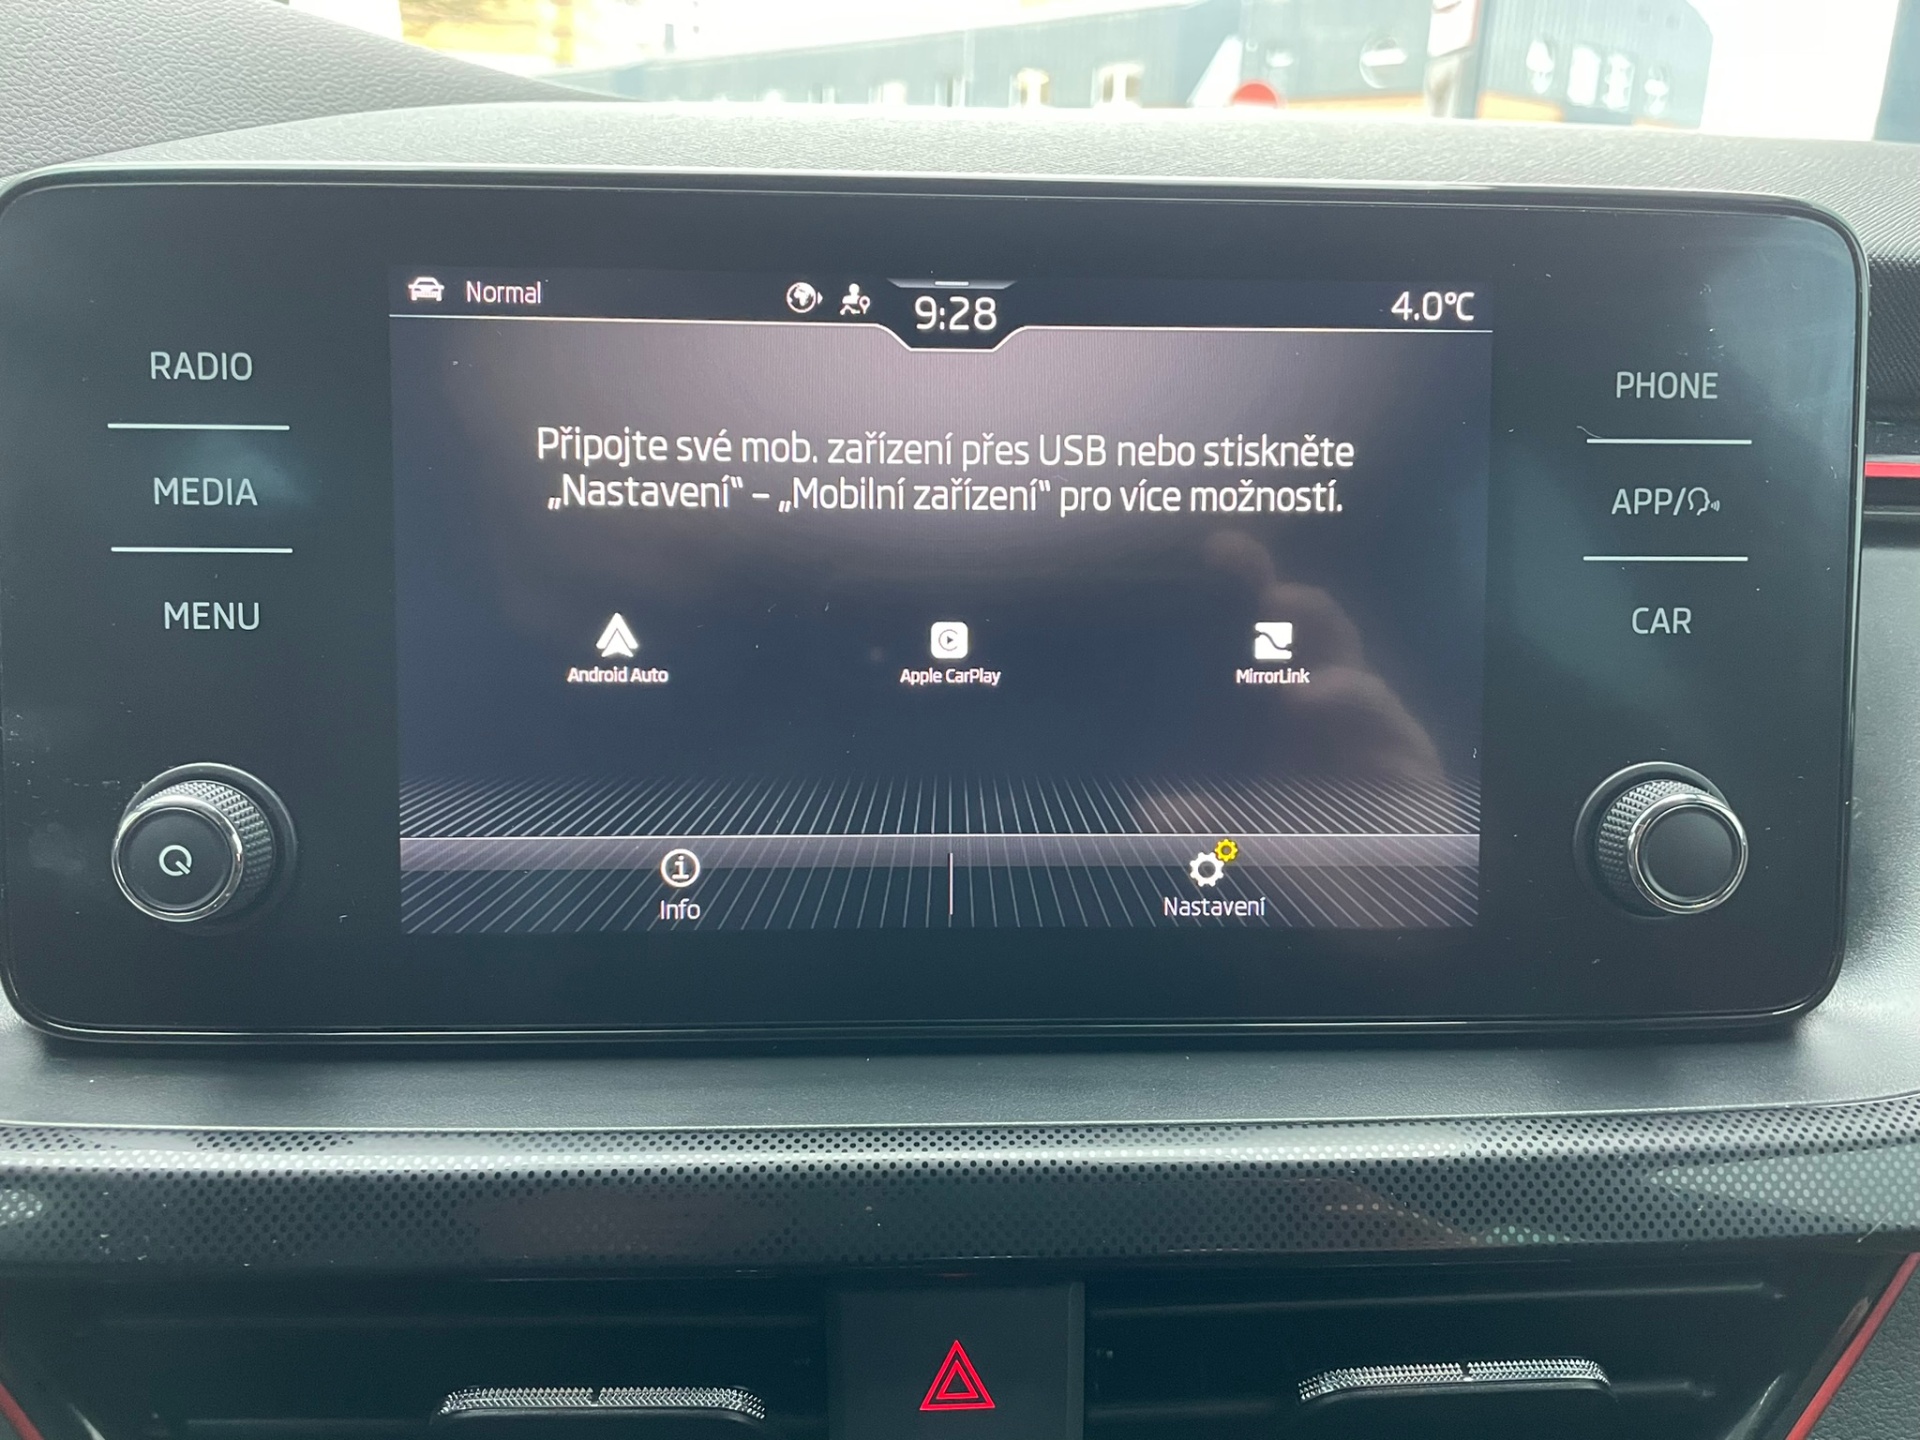 Normal
9:28
4.0°C
RADIO
MEDIA
MENU
PHONE
APP/
CAR
Připojte své mob. zařízení přes USB nebo stiskněte
„Nastavení“ – „Mobilní zařízení“ pro více možností.
Android Auto
Apple CarPlay
MirrorLink
Info
Nastavení